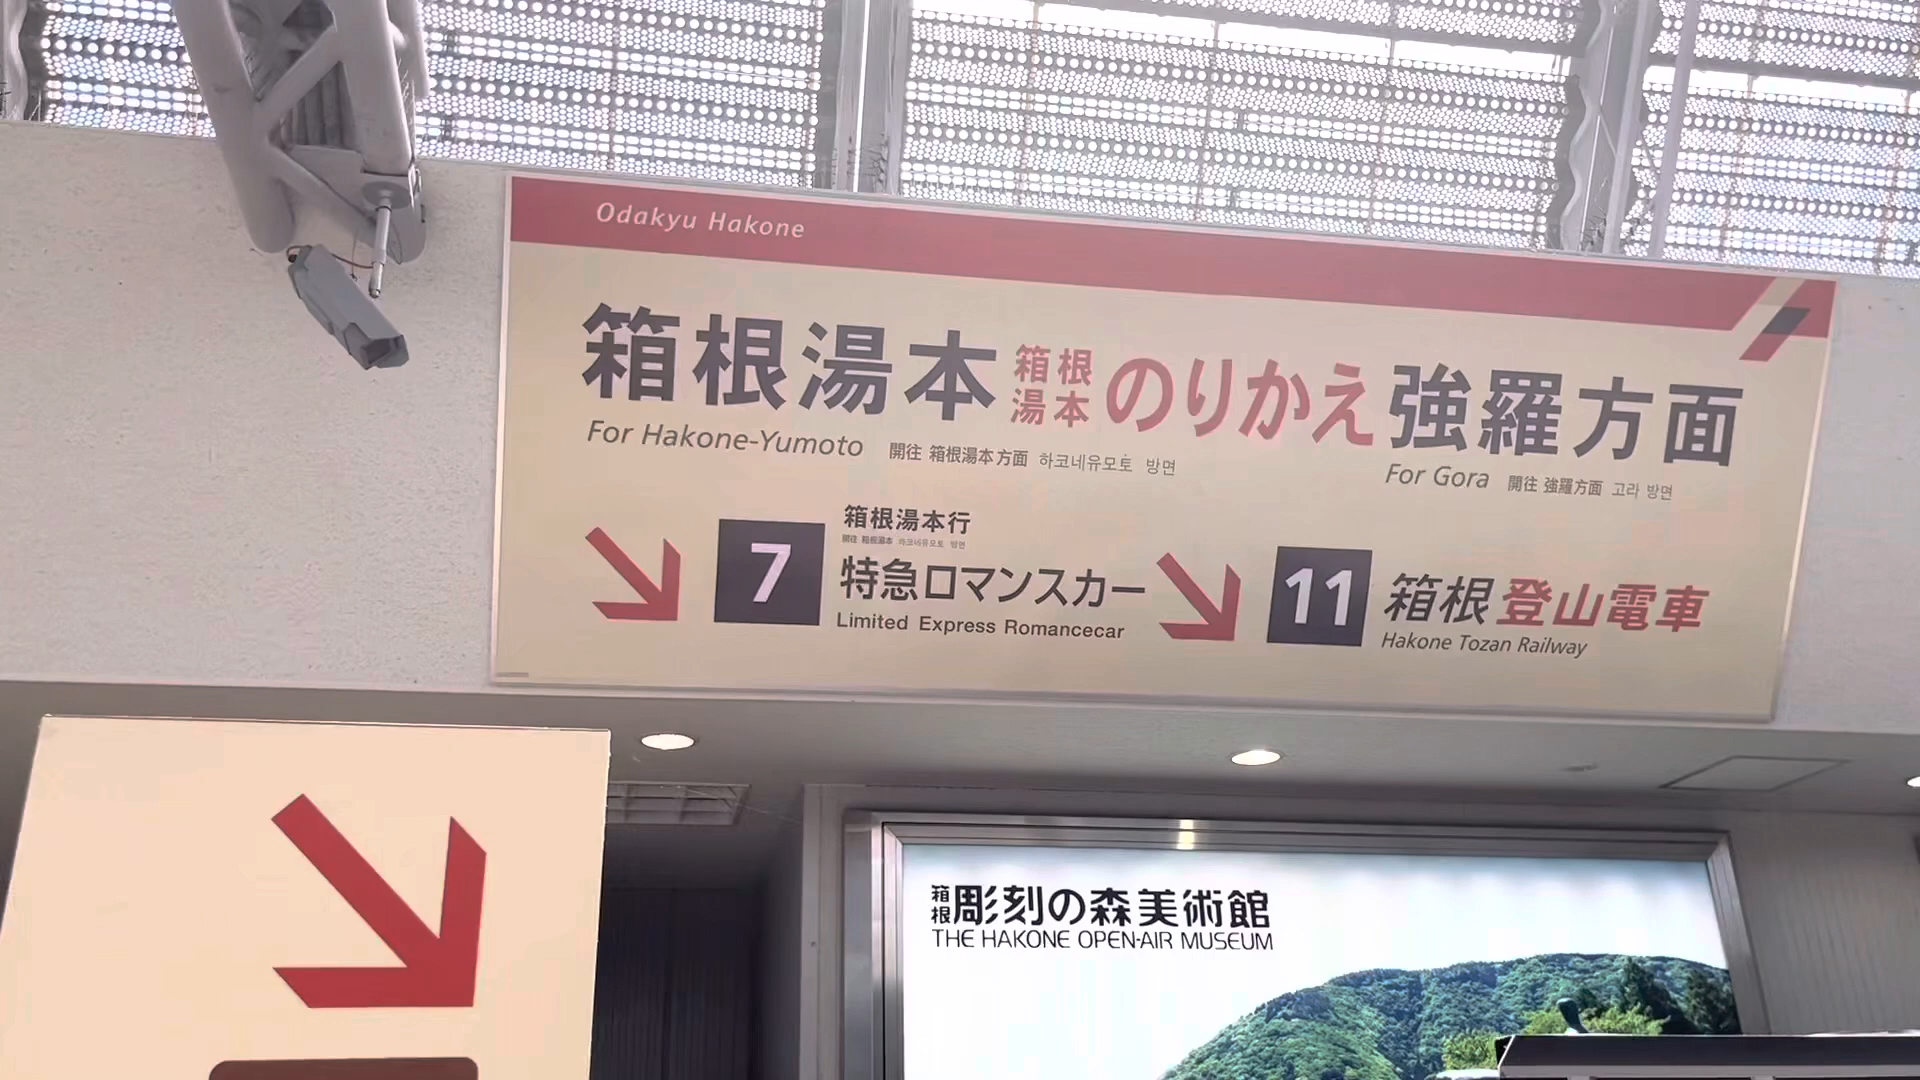 Odakyu Hakone
箱根湯本 箱根湯本 のりかえ 強羅方面
For Hakone-Yumoto 開往 箱根湯本方面 하코네유모토 방면
For Gora 開往 強羅方面 고라 방면
7
箱根湯本行
開往 箱根湯本 하코네유모토 방면
特急ロマンスカー
Limited Express Romancecar
11
箱根登山電車
Hakone Tozan Railway
箱根彫刻の森美術館
THE HAKONE OPEN-AIR MUSEUM